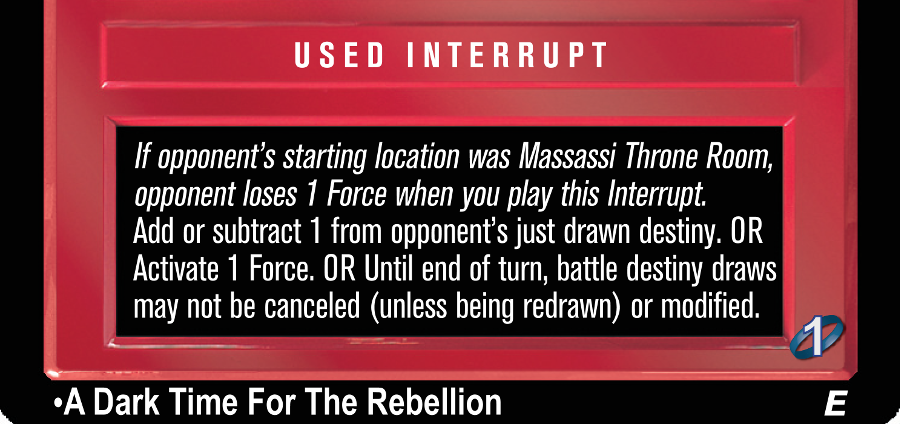 USED INTERRUPT
If opponent's starting location was Massassi Throne Room,
opponent loses 1 Force when you play this Interrupt.
Add or subtract 1 from opponent's just drawn destiny. OR
Activate 1 Force. OR Until end of turn, battle destiny draws
may not be canceled (unless being redrawn) or modified.
1
•A Dark Time For The Rebellion E